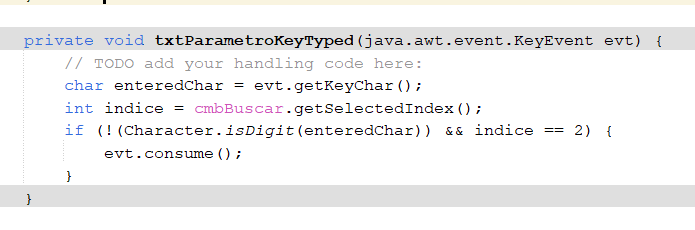 private void txtParametroKeyTyped(java.awt.event.KeyEvent evt) {
// TODO add your handling code here:
char enteredChar = evt.getKeyChar();
int indice = cmbBuscar.getSelectedIndex();
if (!(Character.isDigit(enteredChar)) && indice == 2) {
evt.consume();
}
}